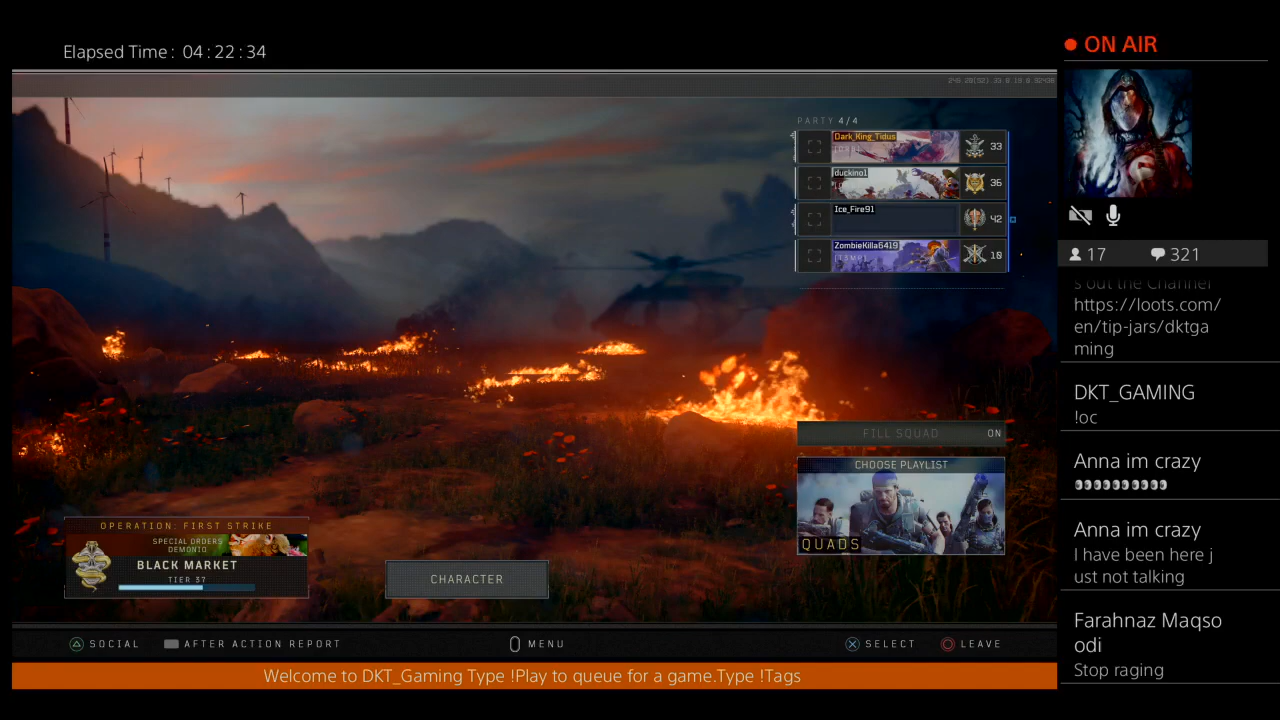 Elapsed Time: 04:22:34
ON AIR
17 321
s out the Channel
https://loots.com/
en/tip-jars/dktga
ming
DKT_GAMING
!oc
Anna im crazy
Anna im crazy
I have been here j
ust not talking
Farahnaz Maqso
odi
Stop raging
PARTY 4/4
Dark_King_Tidus
33
duckino1
36
Ice_Fire91
42
ZombieKilla6419
[TSMP]
10
FILL SQUAD ON
CHOOSE PLAYLIST
QUADS
OPERATION: FIRST STRIKE
SPECIAL ORDERS
DEMONIO
BLACK MARKET
TIER 37
CHARACTER
SOCIAL
AFTER ACTION REPORT
MENU
SELECT
LEAVE
Welcome to DKT_Gaming Type !Play to queue for a game.Type !Tags